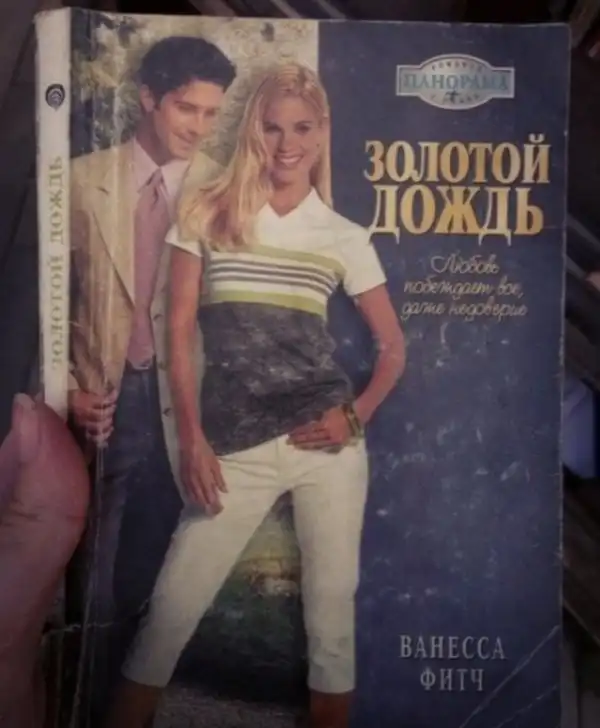 ЗОЛОТОЙ ДОЖДЬ
ПАНОРАМА
ЗОЛОТОЙ
ДОЖДЬ
Любовь
побеждает все,
даже недоверие
ВАНЕССА
ФИТЧ